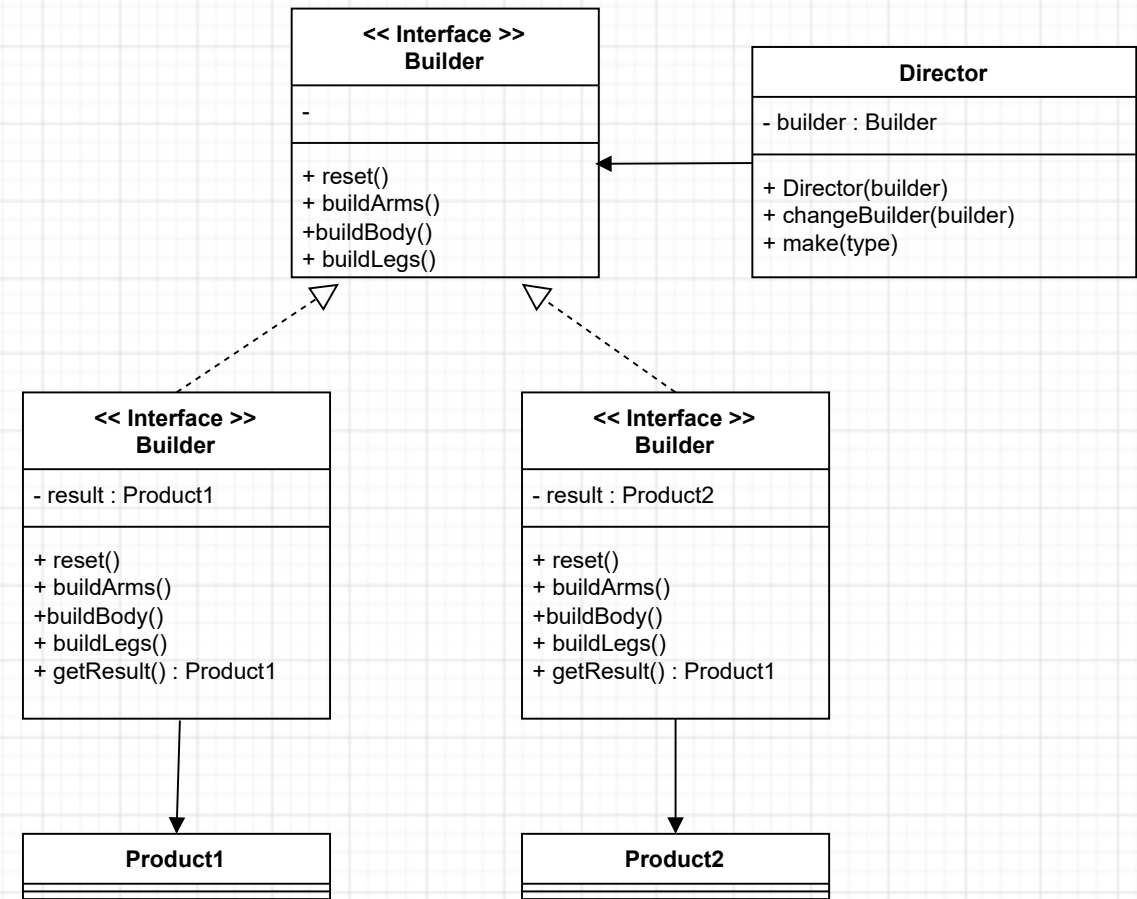 << Interface >>
Builder
-
+ reset()
+ buildArms()
+buildBody()
+ buildLegs()
Director
- builder : Builder
+ Director(builder)
+ changeBuilder(builder)
+ make(type)
<< Interface >>
Builder
- result : Product1
+ reset()
+ buildArms()
+buildBody()
+ buildLegs()
+ getResult() : Product1
<< Interface >>
Builder
- result : Product2
+ reset()
+ buildArms()
+buildBody()
+ buildLegs()
+ getResult() : Product1
Product1
Product2